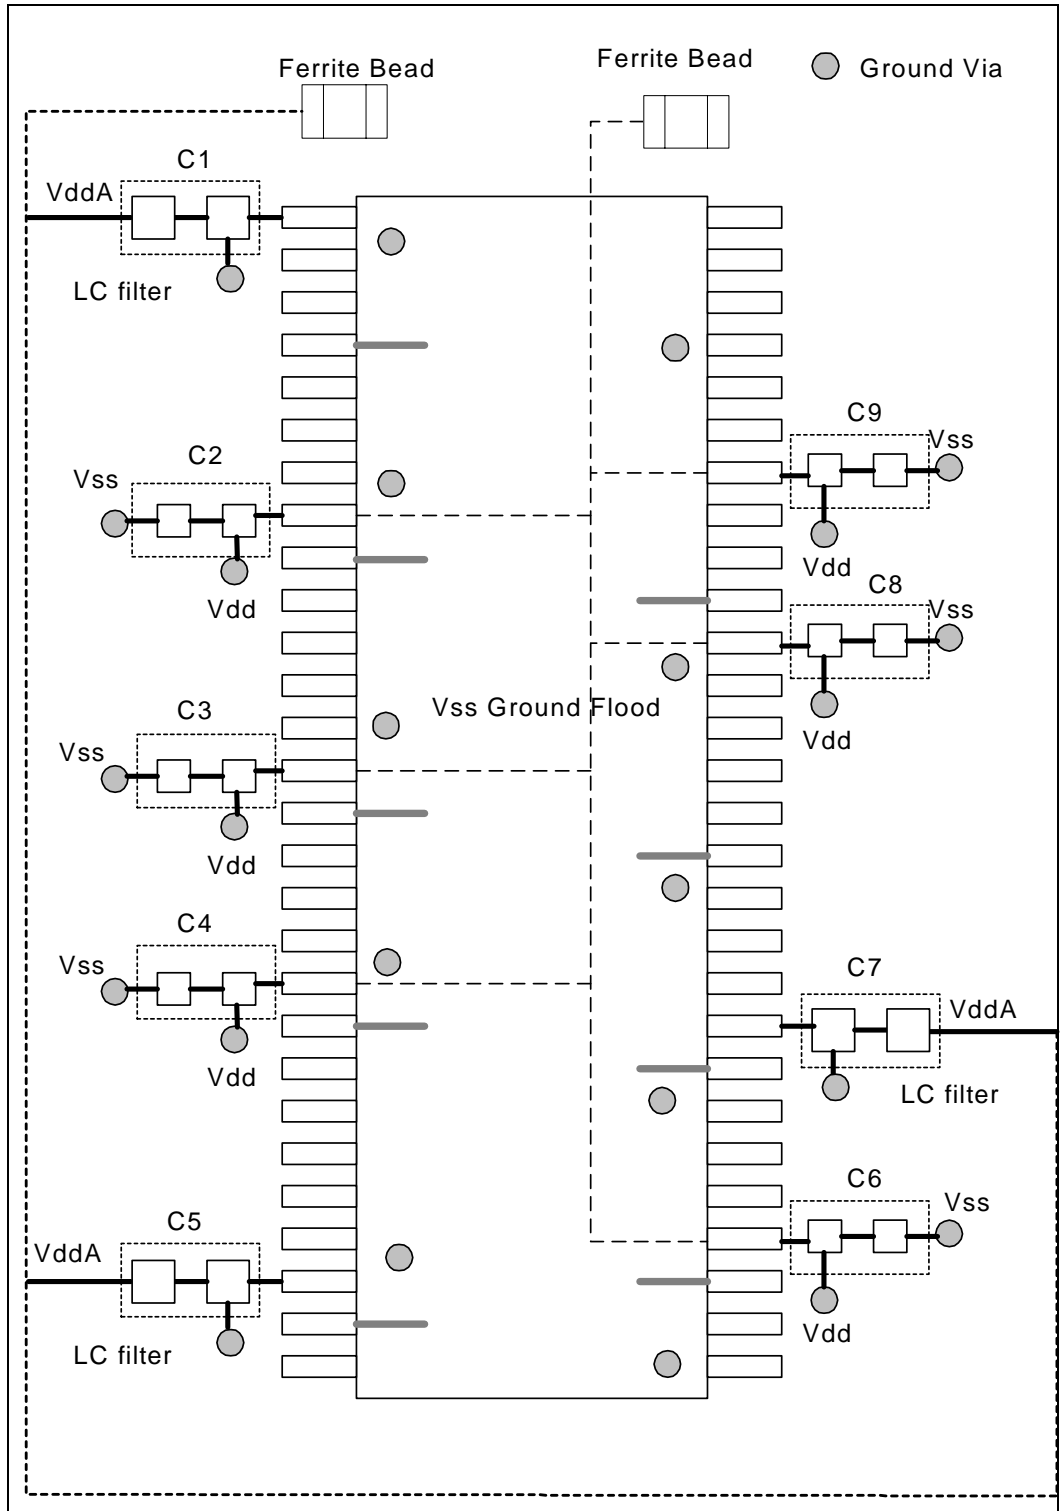 Ferrite Bead
Ferrite Bead
Ground Via
C1
VddA
LC filter
C9
Vss
C2
Vss
Vdd
Vdd
C8
Vss
Vss Ground Flood
C3
Vss
Vdd
Vdd
C4
Vss
Vdd
C7
VddA
LC filter
C6
Vss
C5
VddA
Vdd
LC filter